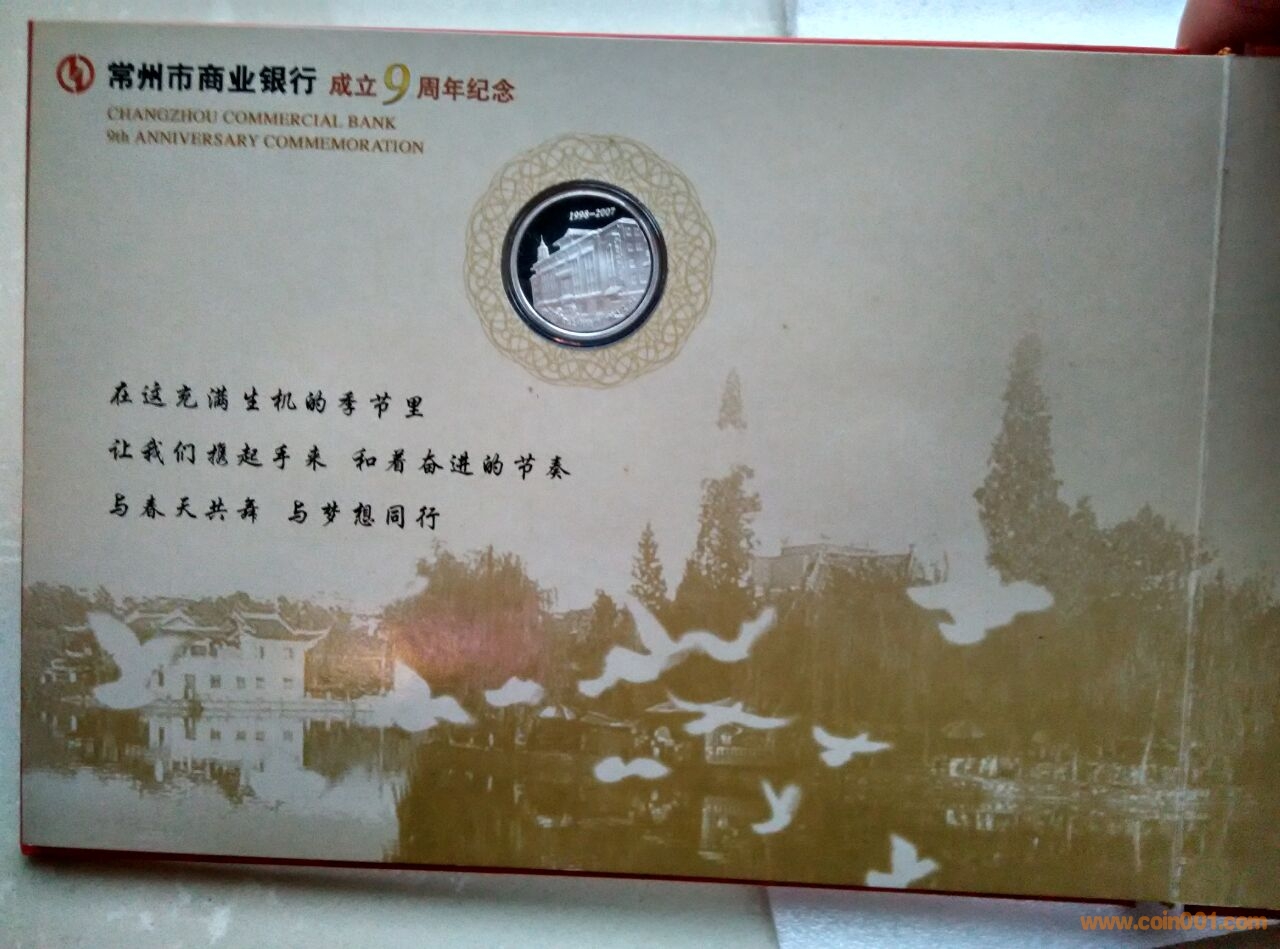 常州市商业银行 成立9周年纪念
CHANGZHOU COMMERCIAL BANK
9th ANNIVERSARY COMMEMORATION
1998-2007
在这充满生机的季节里
让我们携起手来 和着奋进的节奏
与春天共舞 与梦想同行
www.coin001.com